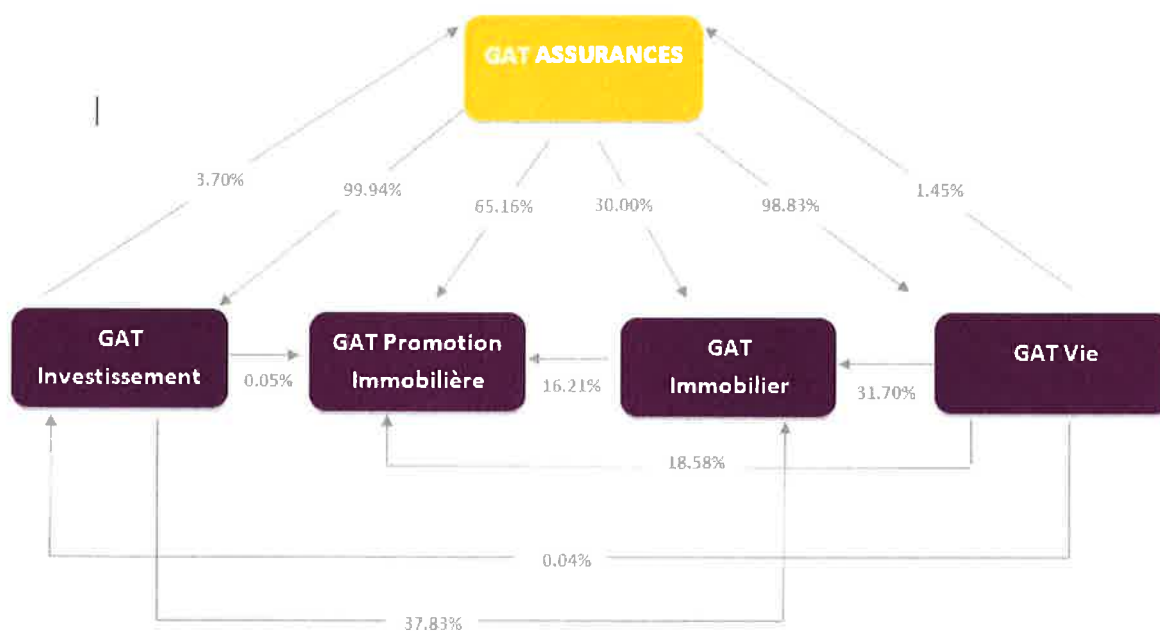 GAT ASSURANCES
3.70%
99.94%
65.16%
30.00%
98.83%
1.45%
GAT
Investissement
0.05%
GAT Promotion
Immobilière
16.21%
GAT
Immobilier
31.70%
GAT Vie
18.58%
0.04%
37.83%